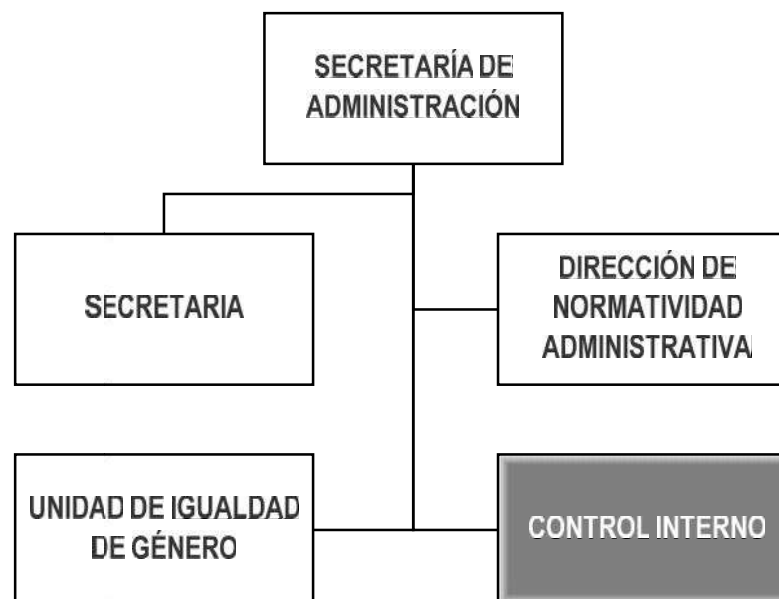 SECRETARÍA DE
ADMINISTRACIÓN
SECRETARIA
DIRECCIÓN DE
NORMATIVIDAD
ADMINISTRATIVA
UNIDAD DE IGUALDAD
DE GÉNERO
CONTROL INTERNO